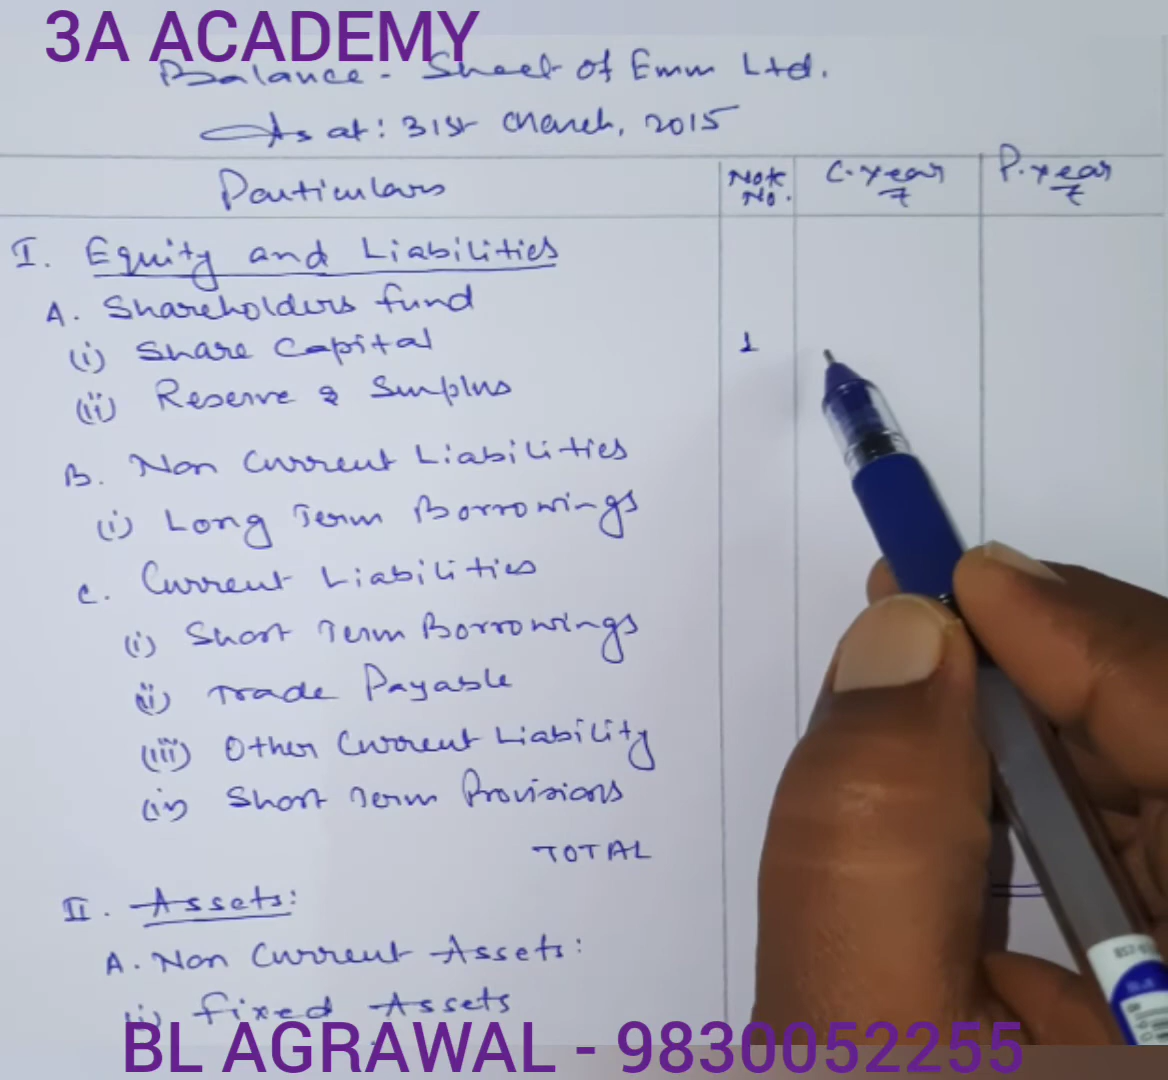 3A ACADEMY
Balance - Sheet of Emm Ltd.
As at: 31st March, 2015
Particulars Note No. C.year ₹ P.year ₹
I. Equity and Liabilities
A. Shareholders fund
(i) Share Capital 1
(ii) Reserve & Surplus
B. Non Current Liabilities
(i) Long Term Borrowings
C. Current Liabilities
(i) Short Term Borrowings
(ii) Trade Payable
(iii) Other Current Liability
(iv) Short Term Provisions
TOTAL
II. Assets:
A. Non Current Assets:
(i) Fixed Assets
BL AGRAWAL - 9830052255